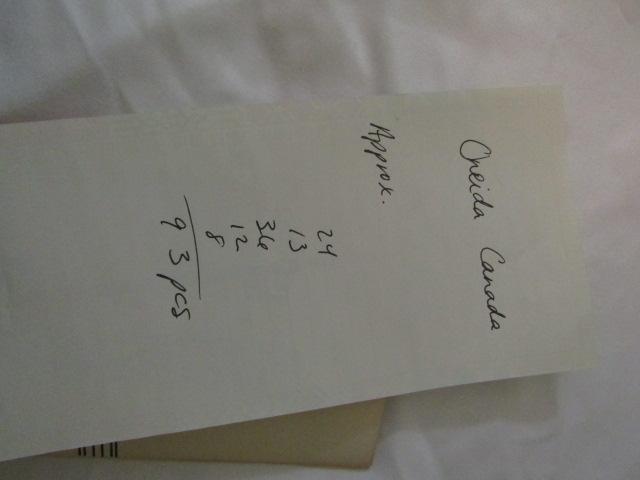 Oneida Canada
Approx.
24
13
36
12
8
93 pcs